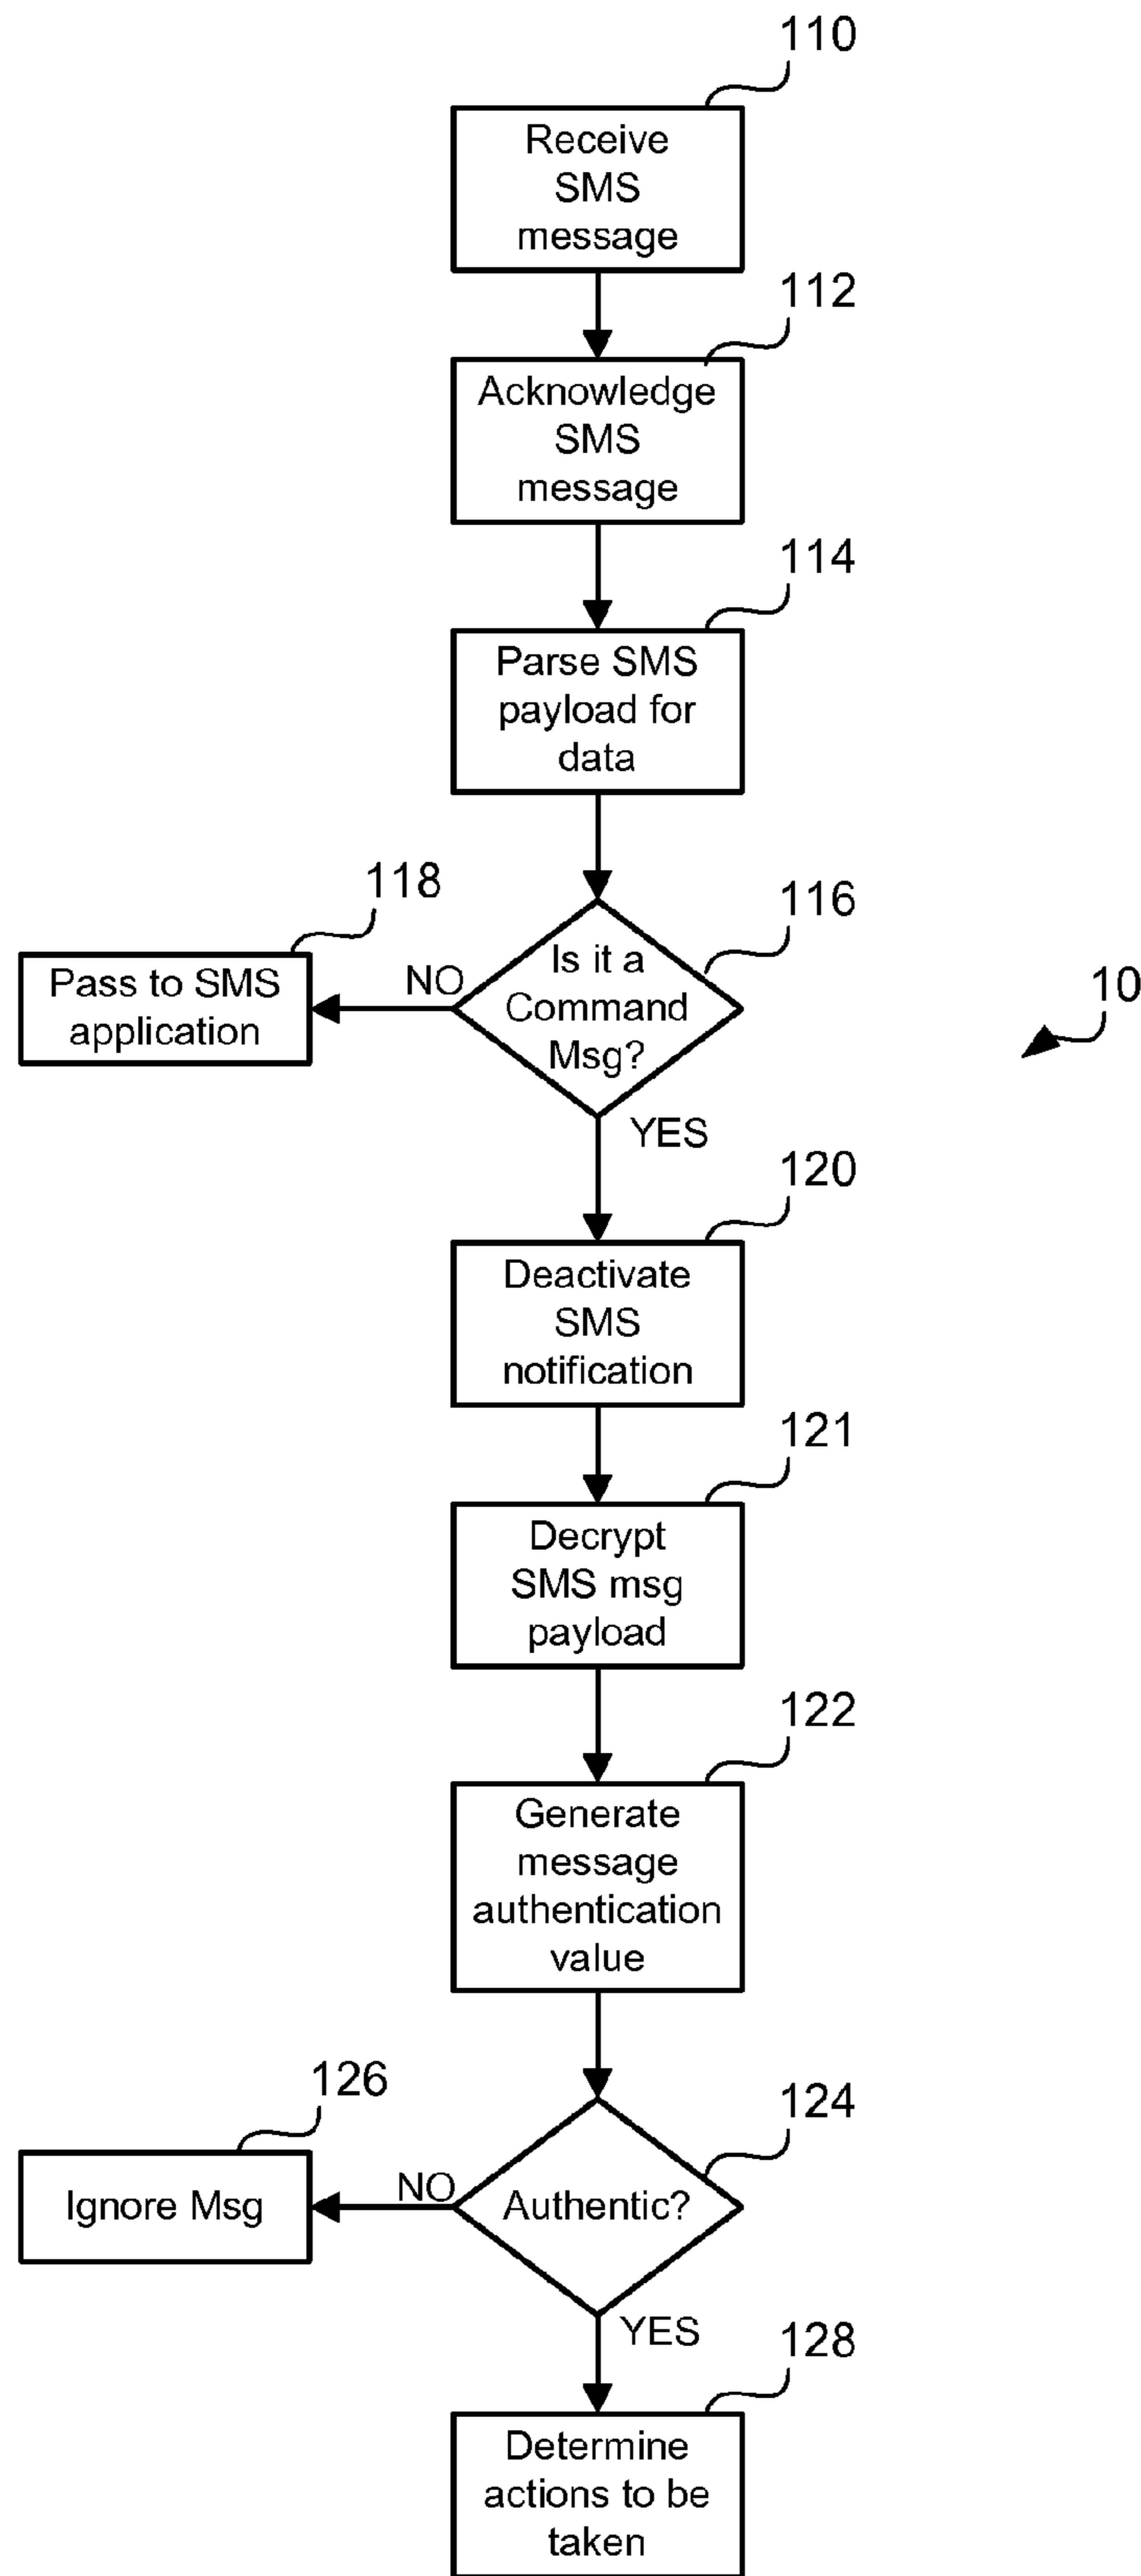 110
Receive
SMS
message
112
Acknowledge
SMS
message
114
Parse SMS
payload for
data
118
116
Pass to SMS
application
NO
Is it a
Command
Msg?
10
YES
120
Deactivate
SMS
notification
121
Decrypt
SMS msg
payload
122
Generate
message
authentication
value
126
124
Ignore Msg
NO
Authentic?
YES
128
Determine
actions to be
taken